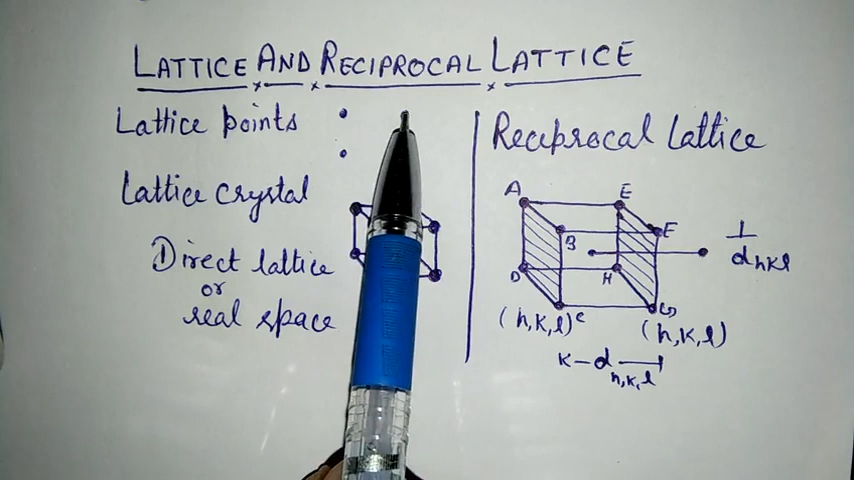 LATTICE AND RECIPROCAL LATTICE
Lattice points
Lattice crystal
Direct lattice
or
real space
Reciprocal Lattice
A E
B F
D H
C G
(h,k,l) (h,k,l)
d h,k,l
1
d hkl